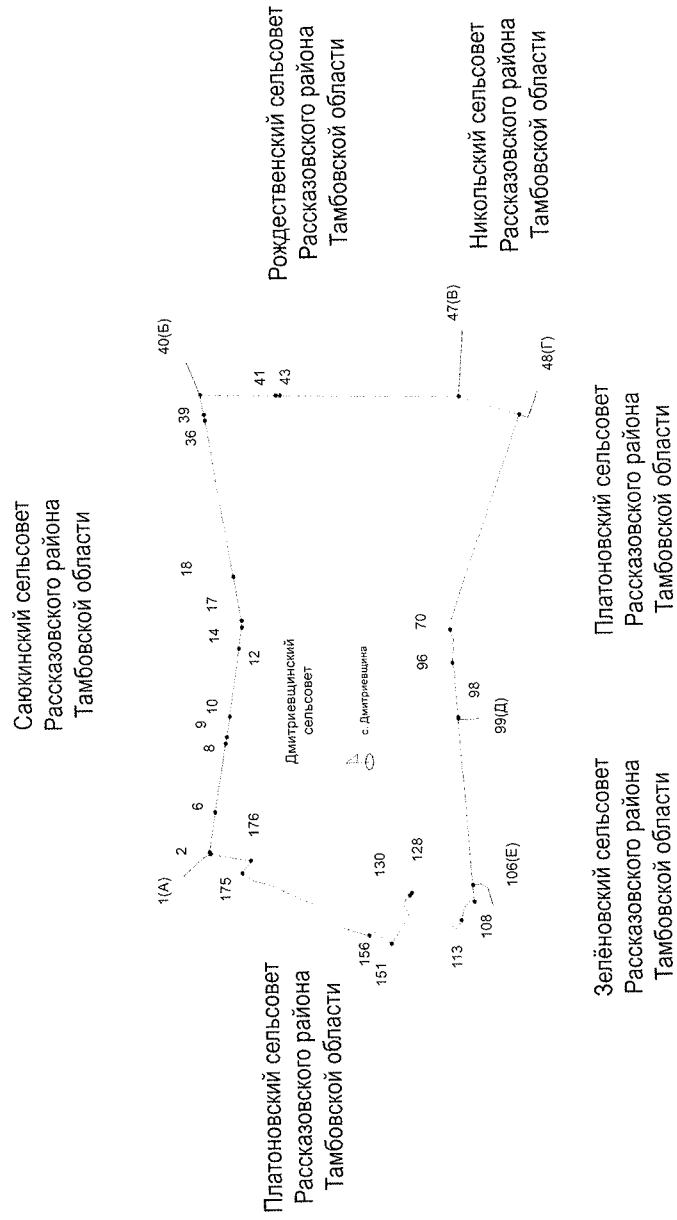 Саюкинский сельсовет
Рассказовского района
Тамбовской области
Рождественский сельсовет
Рассказовского района
Тамбовской области
Никольский сельсовет
Рассказовского района
Тамбовской области
Платоновский сельсовет
Рассказовского района
Тамбовской области
Зелёновский сельсовет
Рассказовского района
Тамбовской области
Платоновский сельсовет
Рассказовского района
Тамбовской области
Дмитриевщинский
сельсовет
с. Дмитриевщина
1(А)
2
6
8
9
10
12
14
17
18
36
39
40(Б)
41
43
47(В)
48(Г)
70
96
98
99(Д)
106(Е)
108
113
128
130
151
156
175
176